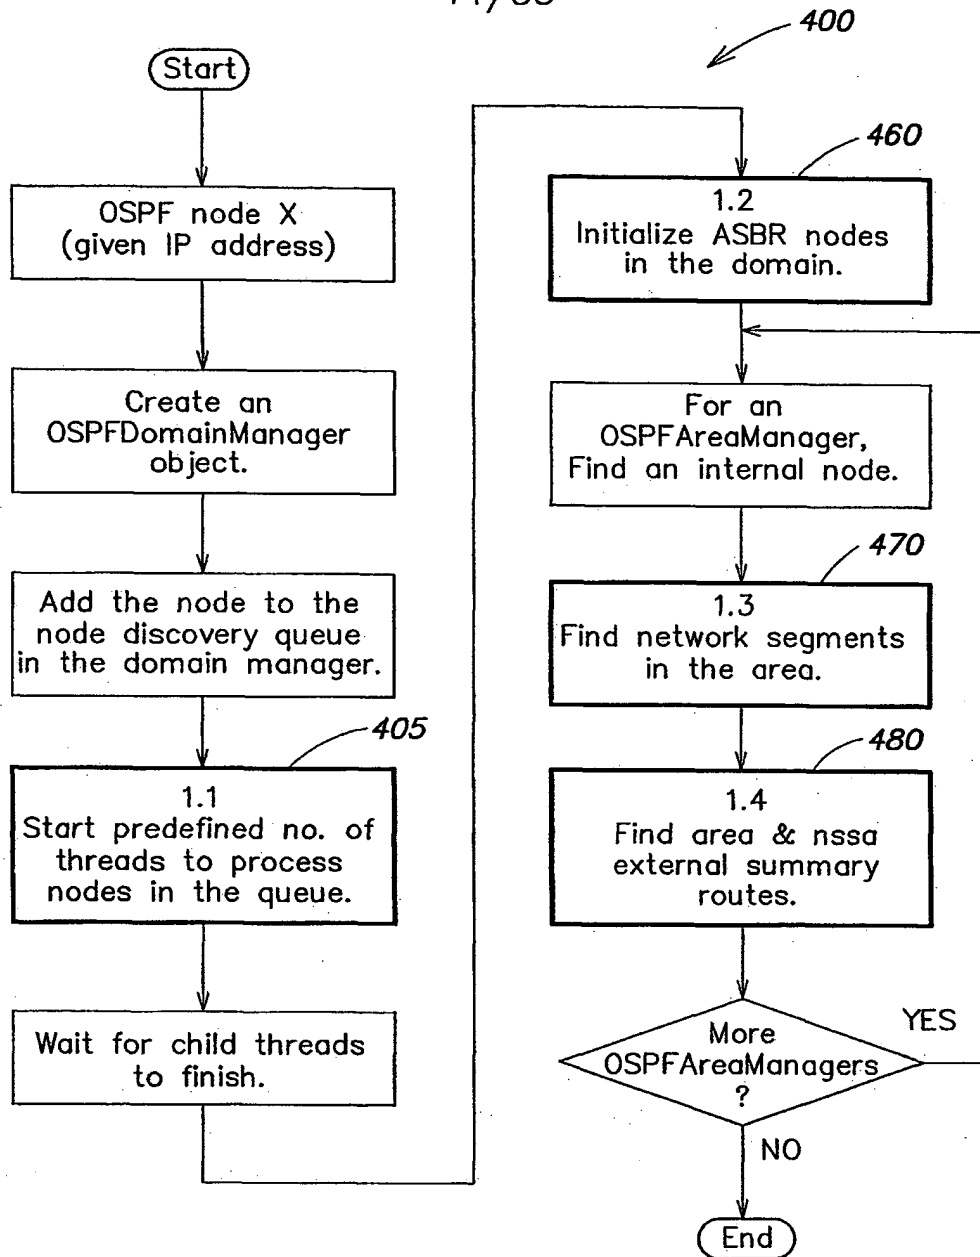 400
Start
OSPF node X
(given IP address)
Create an
OSPFDomainManager
object.
Add the node to the
node discovery queue
in the domain manager.
405
1.1
Start predefined no. of
threads to process
nodes in the queue.
Wait for child threads
to finish.
460
1.2
Initialize ASBR nodes
in the domain.
For an
OSPFAreaManager,
Find an internal node.
470
1.3
Find network segments
in the area.
480
1.4
Find area & nssa
external summary
routes.
More
OSPFAreaManagers
?
YES
NO
End